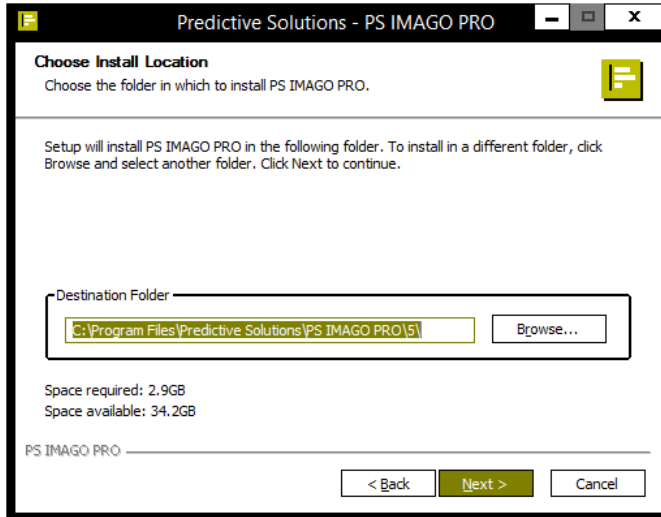 Predictive Solutions - PS IMAGO PRO
Choose Install Location
Choose the folder in which to install PS IMAGO PRO.
Setup will install PS IMAGO PRO in the following folder. To install in a different folder, click
Browse and select another folder. Click Next to continue.
Destination Folder
C:\Program Files\Predictive Solutions\PS IMAGO PRO\5\
Browse...
Space required: 2.9GB
Space available: 34.2GB
PS IMAGO PRO
< Back
Next >
Cancel